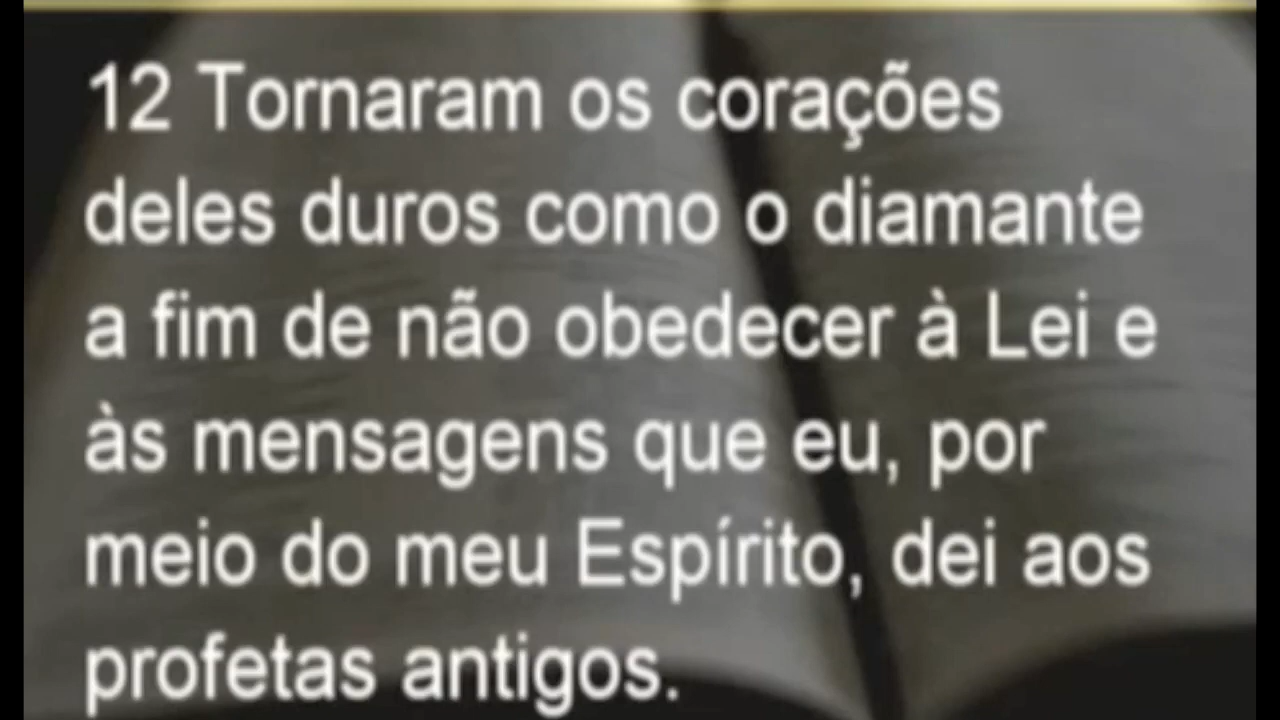 12 Tornaram os corações
deles duros como o diamante
a fim de não obedecer à Lei e
às mensagens que eu, por
meio do meu Espírito, dei aos
profetas antigos.